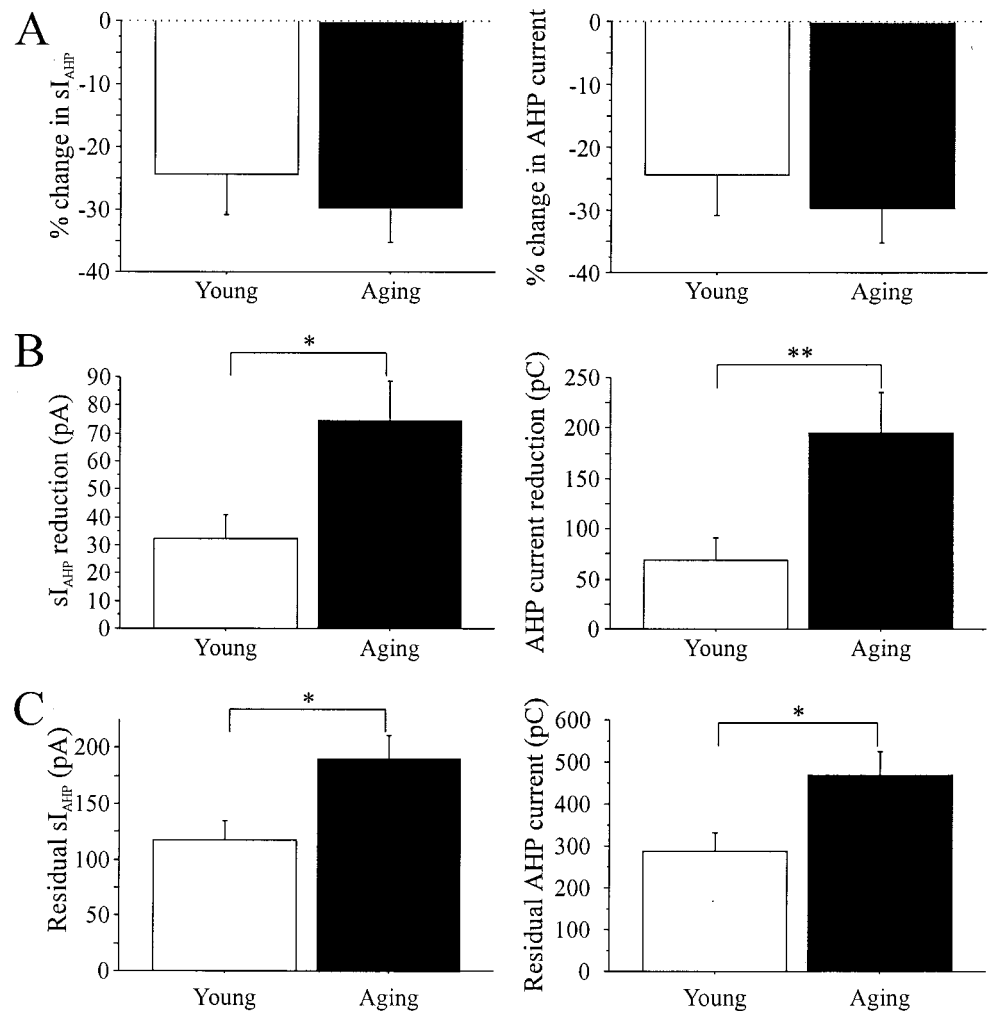 A
% change in sIAHP
0
-10
-20
-30
-40
Young
Aging
% change in AHP current
0
-10
-20
-30
-40
Young
Aging
B
sIAHP reduction (pA)
90
80
70
60
50
40
30
20
10
0
*
Young
Aging
AHP current reduction (pC)
250
200
150
100
50
0
**
Young
Aging
C
Residual sIAHP (pA)
200
150
100
50
0
*
Young
Aging
Residual AHP current (pC)
600
500
400
300
200
100
0
*
Young
Aging